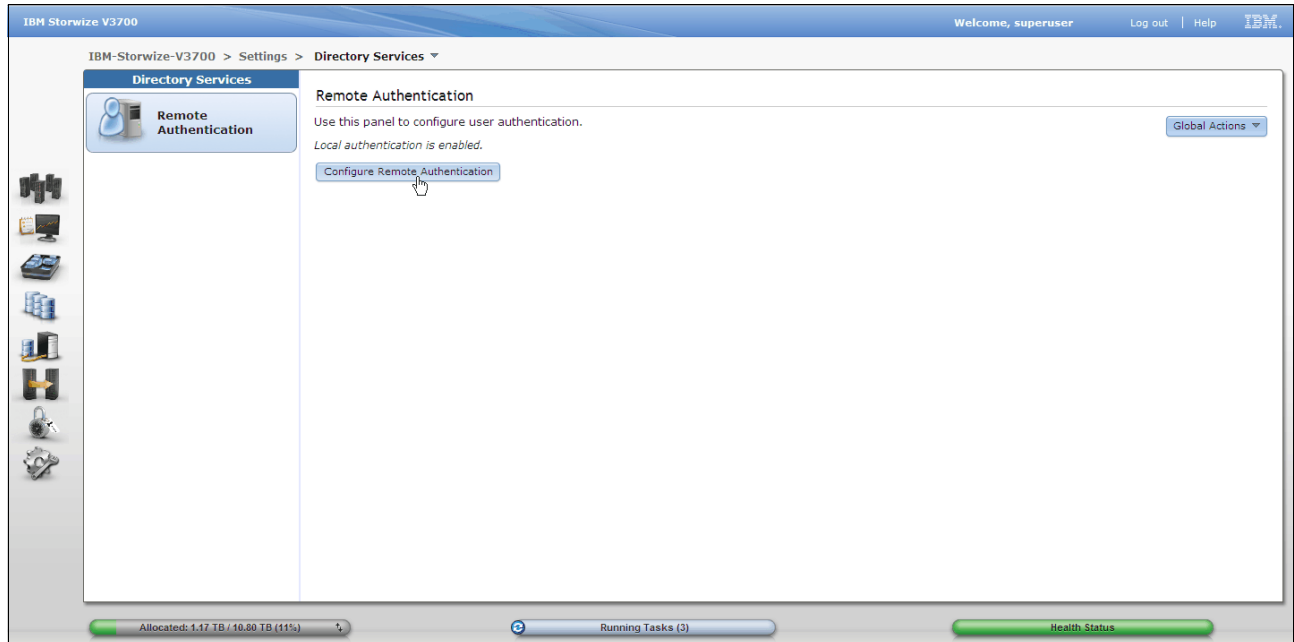 IBM Storwize V3700
Welcome, superuser
Log out | Help
IBM.
IBM-Storwize-V3700 > Settings > Directory Services
Directory Services
Remote
Authentication
Remote Authentication
Use this panel to configure user authentication.
Global Actions
Local authentication is enabled.
Configure Remote Authentication
Allocated: 1.17 TB / 10.80 TB (11%)
Running Tasks (3)
Health Status